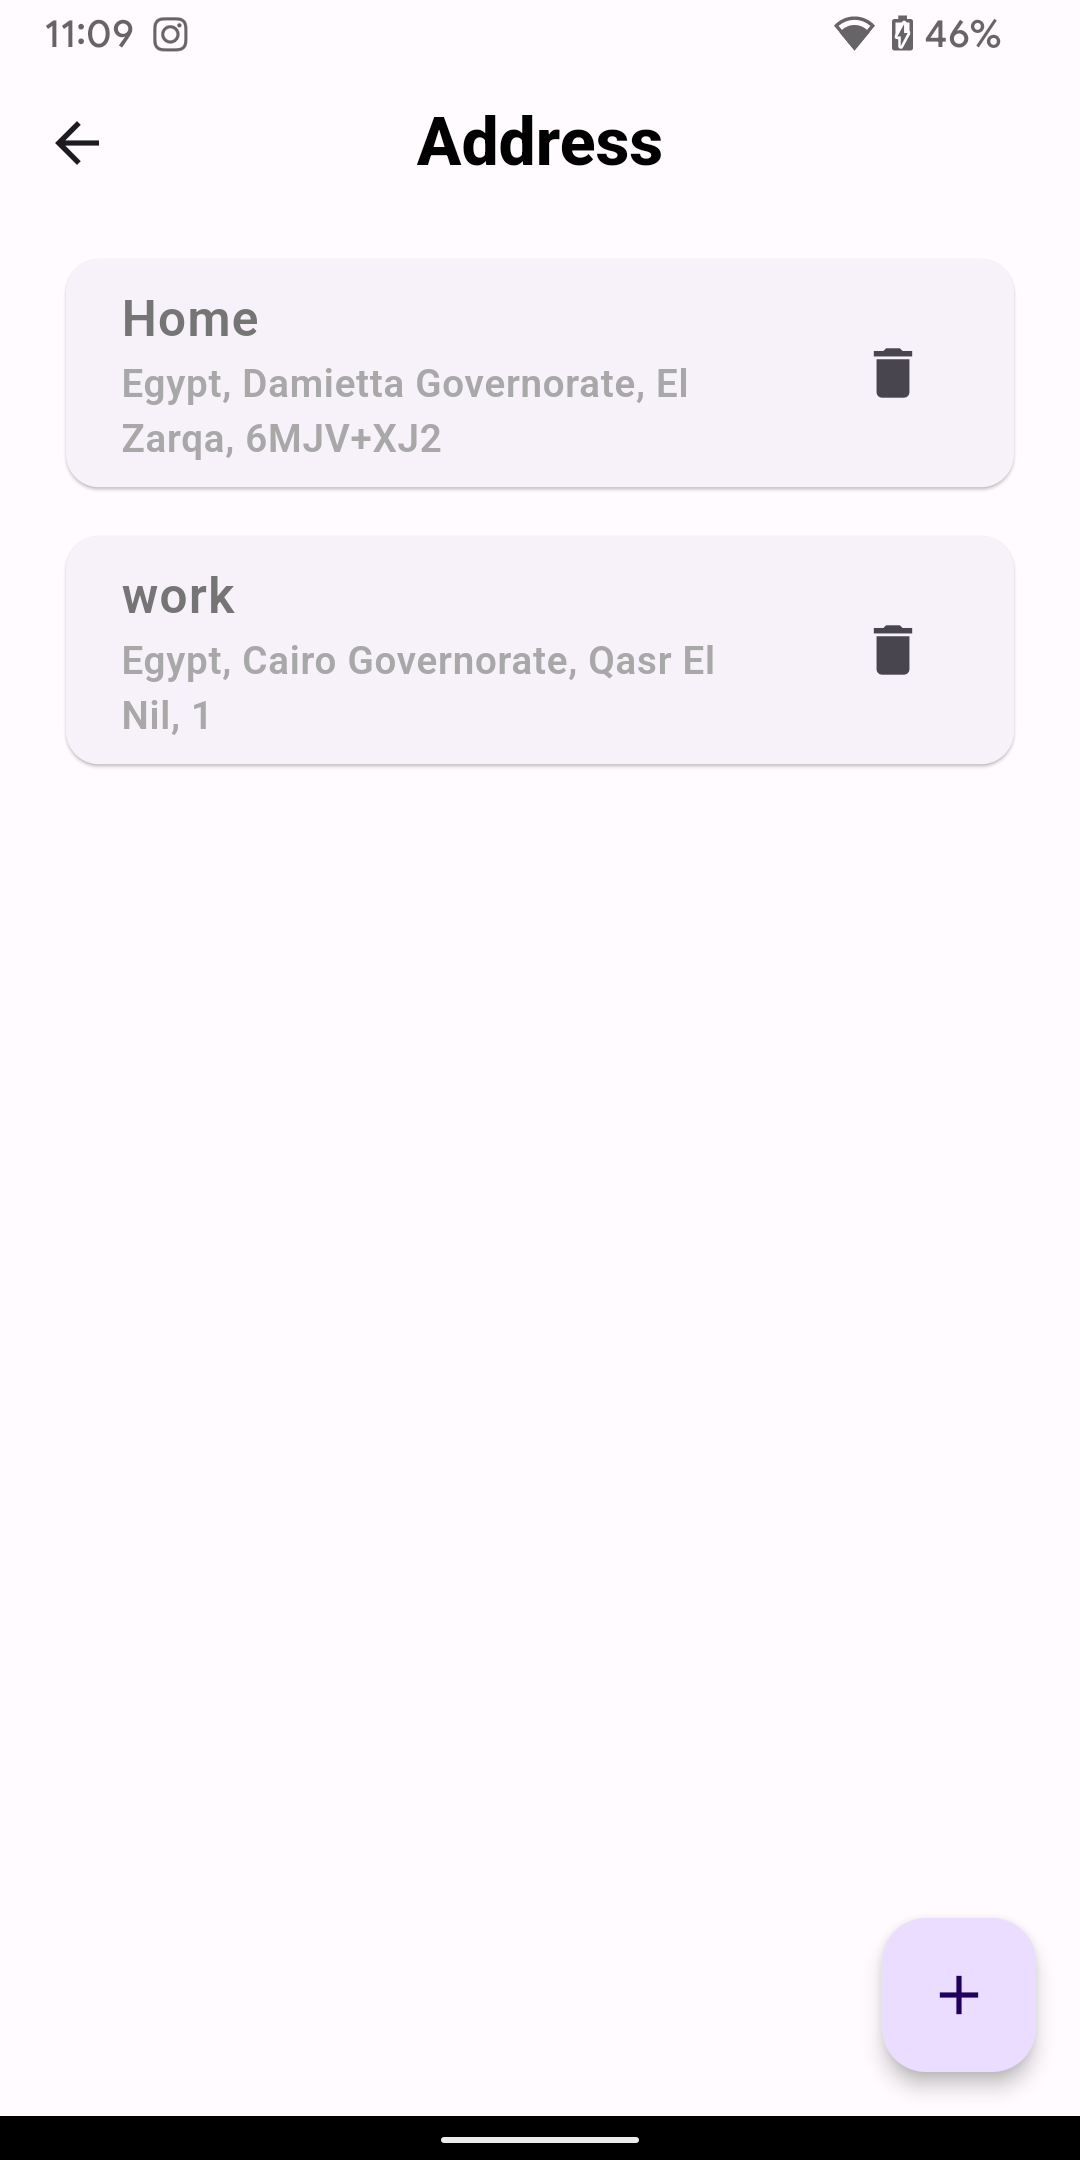 11:09 46%
Address
Home
Egypt, Damietta Governorate, El
Zarqa, 6MJV+XJ2
work
Egypt, Cairo Governorate, Qasr El
Nil, 1